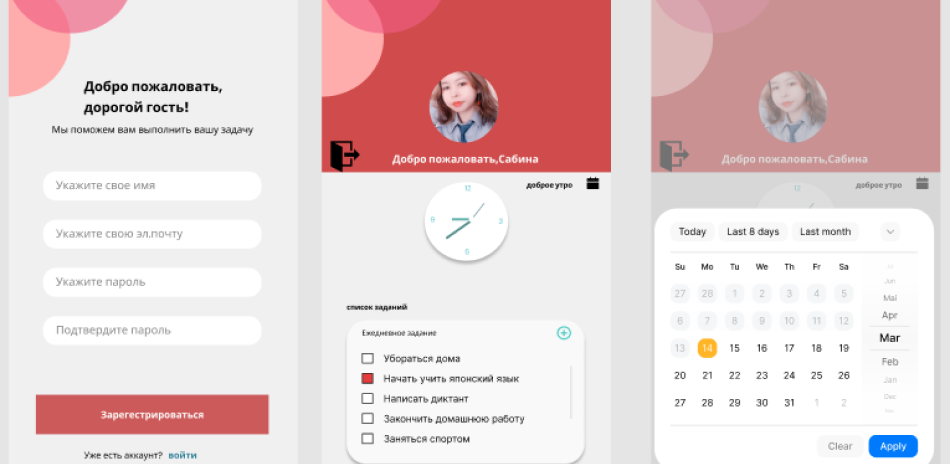 Добро пожаловать,
дорогой гость!
Мы поможем вам выполнить вашу задачу
Укажите свое имя
Укажите свою эл.почту
Укажите пароль
Подтвердите пароль
Зарегестрироваться
Уже есть аккаунт? войти
Добро пожаловать,Сабина
доброе утро
12
9 3
6
список заданий
Ежедневное задание
Убораться дома
Начать учить японский язык
Написать диктант
Закончить домашнюю работу
Заняться спортом
Добро пожаловать,Сабина
доброе утро
12
Today Last 8 days Last month
Su Mo Tu We Th Fr Sa
27 28 1 2 3 4 5
6 7 8 9 10 11 12
13 14 15 16 17 18 19
20 21 22 23 24 25 26
27 28 29 30 31 1 2
Jun
Mai
Apr
Mar
Feb
Jan
Dec
Clear Apply